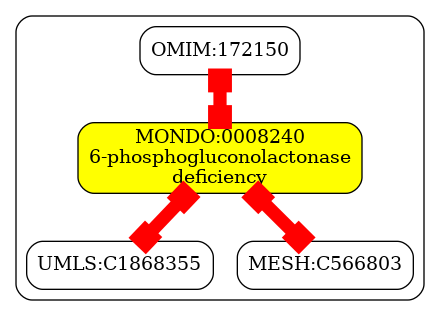 OMIM:172150
MONDO:0008240
6-phosphogluconolactonase
deficiency
UMLS:C1868355
MESH:C566803